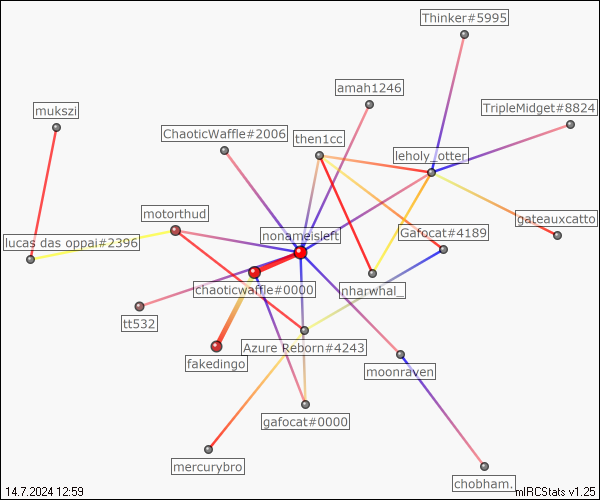 Thinker#5995
amah1246
mukszi
TripleMidget#8824
ChaoticWaffle#2006
then1cc
leholy_otter
motorthud
gateauxcatto
nonameisleft
Gafocat#4189
lucas das oppai#2396
chaoticwaffle#0000
nharwhal_
tt532
Azure Reborn#4243
fakedingo
moonraven
gafocat#0000
mercurybro
chobham.
14.7.2024 12:59
mIRCStats v1.25